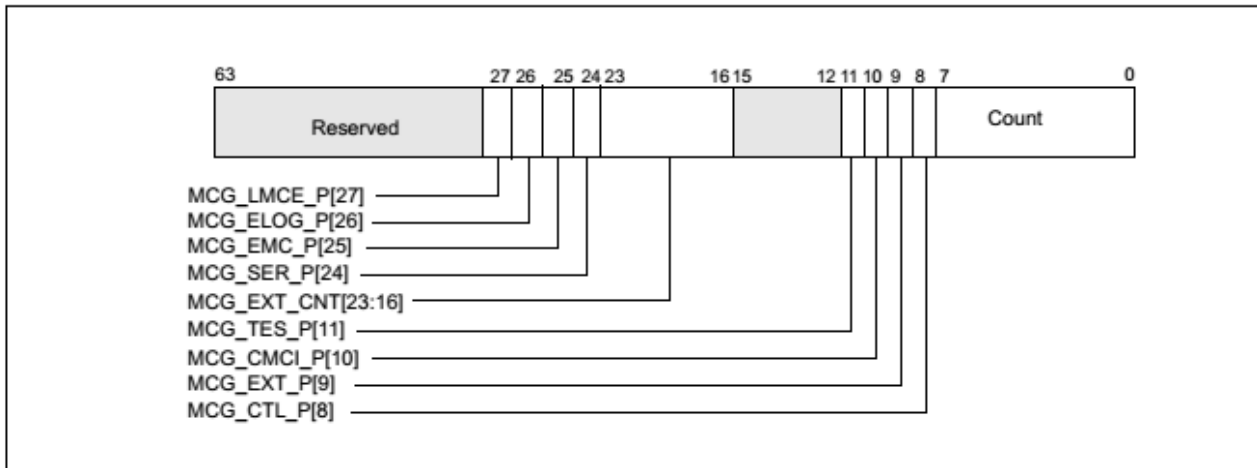 63 27 26 25 24 23 16 15 12 11 10 9 8 7 0
Reserved Count
MCG_LMCE_P[27]
MCG_ELOG_P[26]
MCG_EMC_P[25]
MCG_SER_P[24]
MCG_EXT_CNT[23:16]
MCG_TES_P[11]
MCG_CMCI_P[10]
MCG_EXT_P[9]
MCG_CTL_P[8]